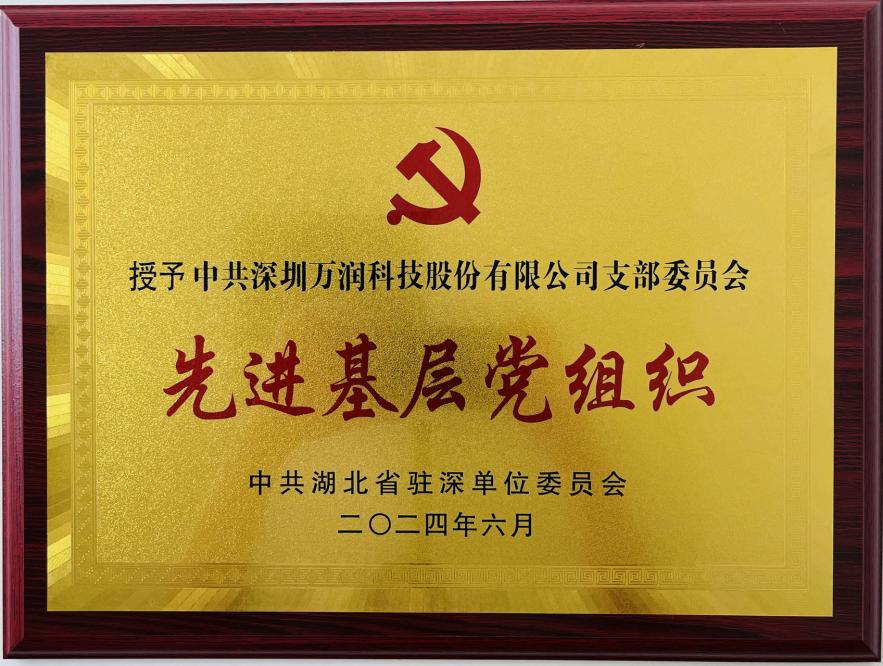 授予 中共深圳万润科技股份有限公司支部委员会
先进基层党组织
中共湖北省驻深单位委员会
二〇二四年六月